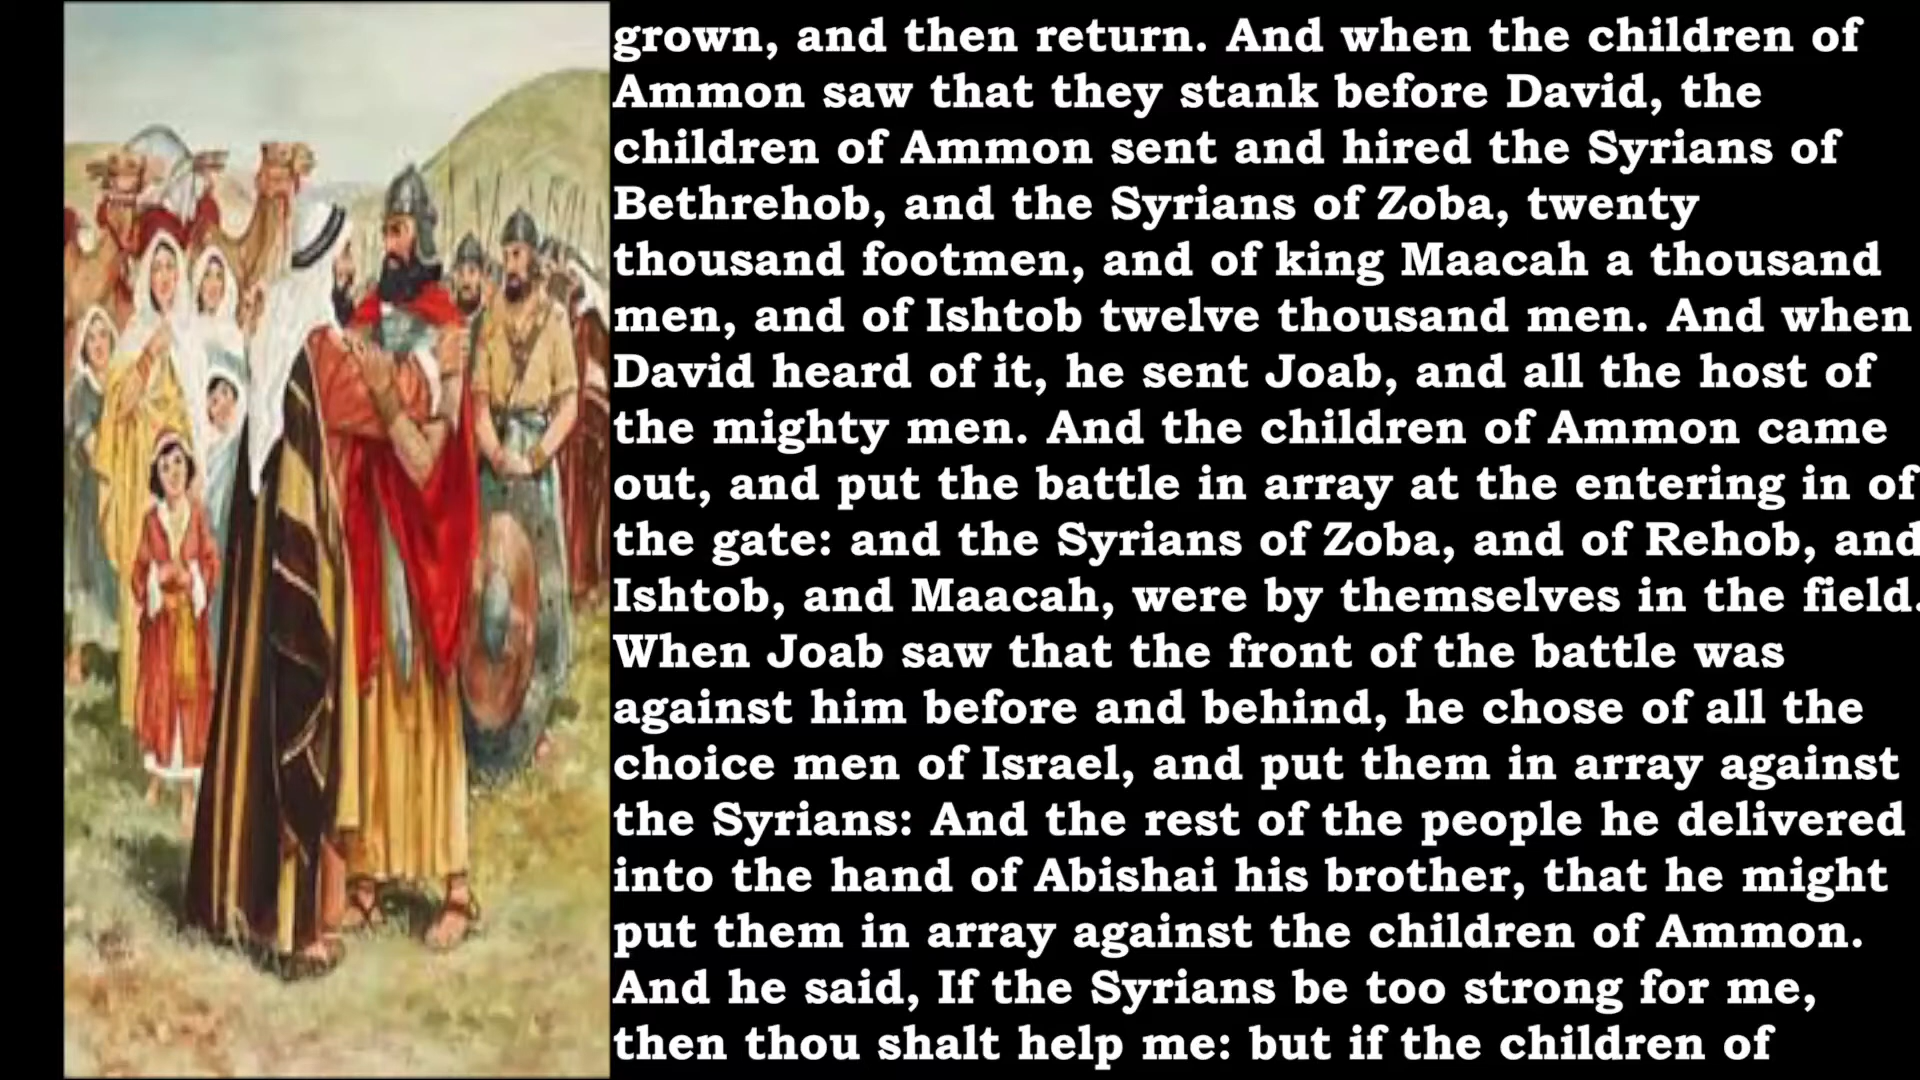 grown, and then return. And when the children of
Ammon saw that they stank before David, the
children of Ammon sent and hired the Syrians of
Bethrehob, and the Syrians of Zoba, twenty
thousand footmen, and of king Maacah a thousand
men, and of Ishtob twelve thousand men. And when
David heard of it, he sent Joab, and all the host of
the mighty men. And the children of Ammon came
out, and put the battle in array at the entering in of
the gate: and the Syrians of Zoba, and of Rehob, and
Ishtob, and Maacah, were by themselves in the field.
When Joab saw that the front of the battle was
against him before and behind, he chose of all the
choice men of Israel, and put them in array against
the Syrians: And the rest of the people he delivered
into the hand of Abishai his brother, that he might
put them in array against the children of Ammon.
And he said, If the Syrians be too strong for me,
then thou shalt help me: but if the children of